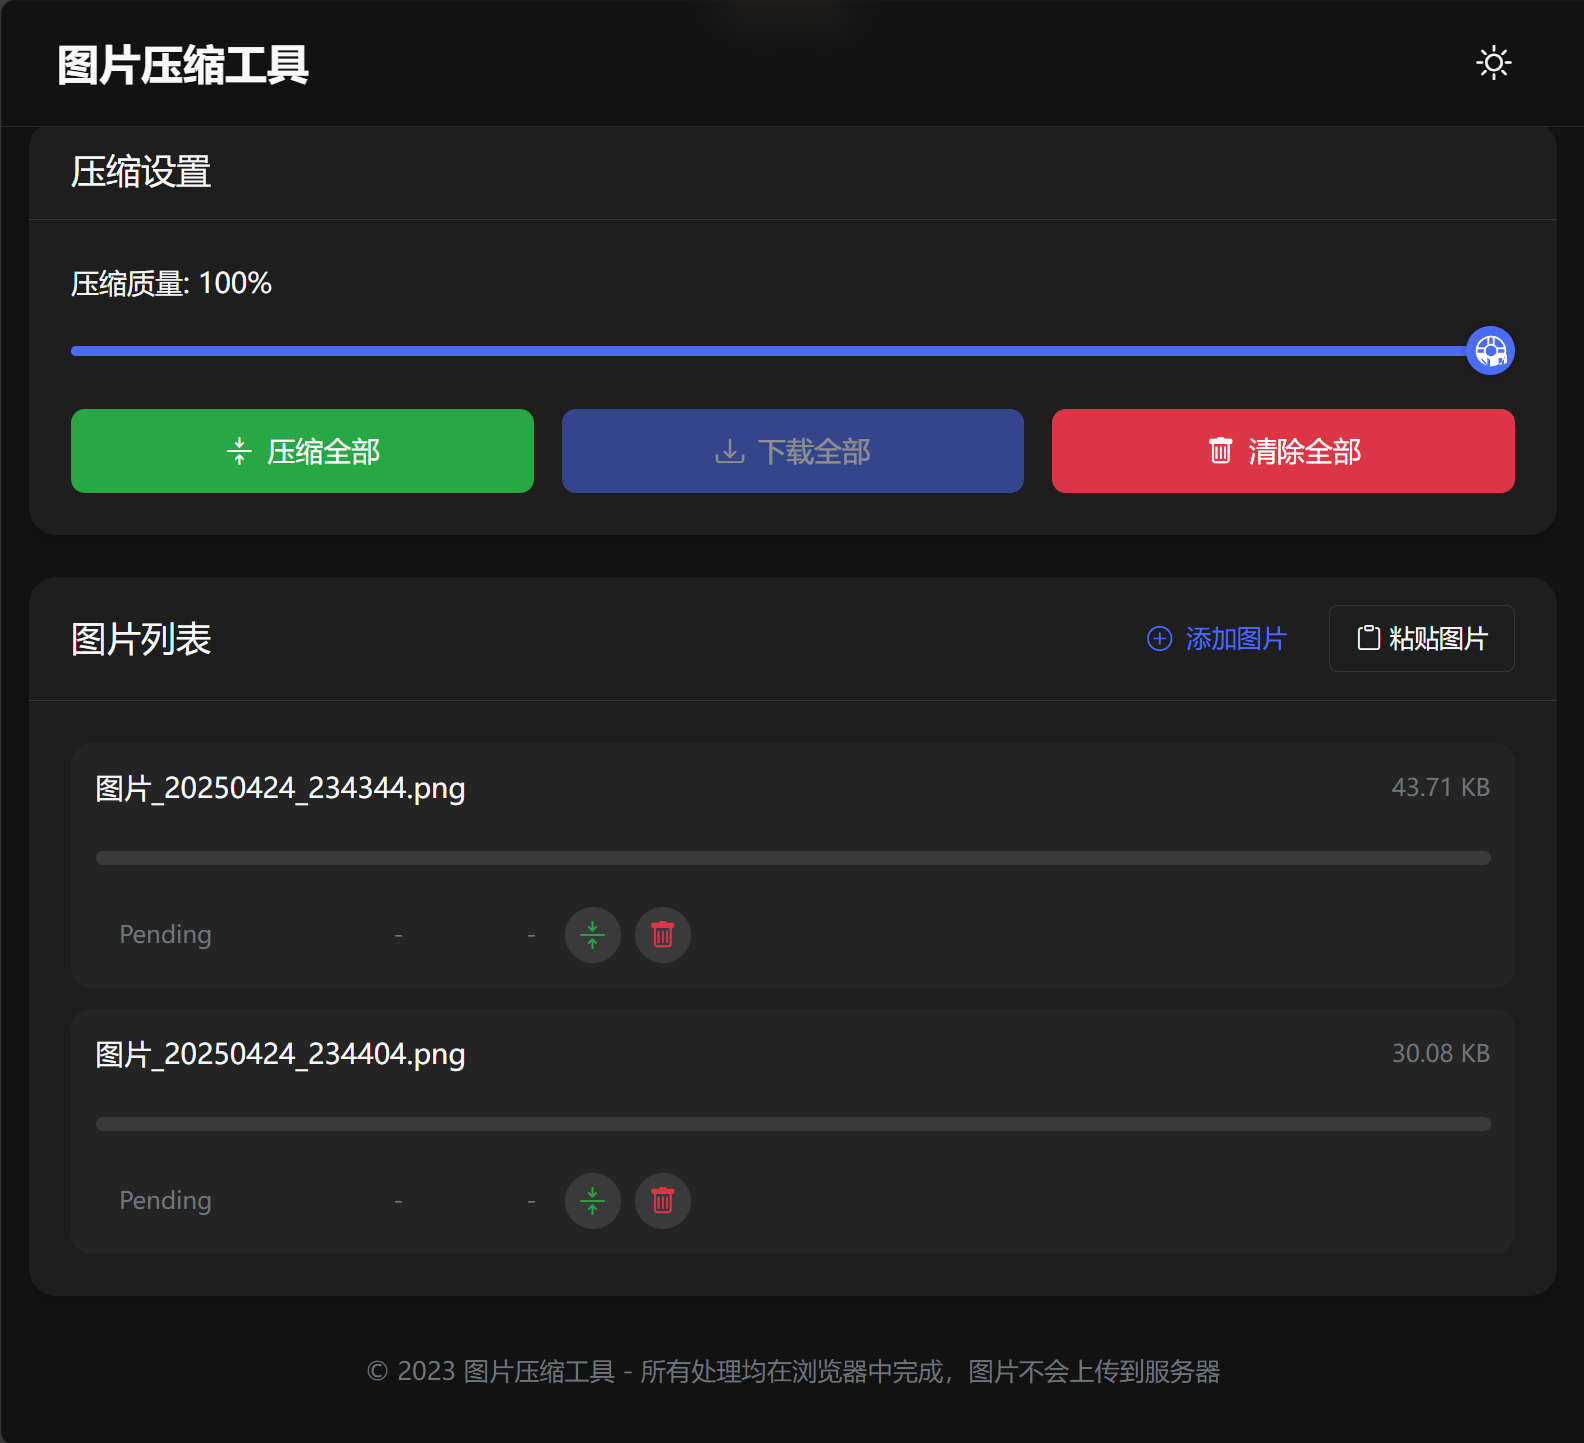 图片压缩工具
压缩设置
压缩质量: 100%
压缩全部
下载全部
清除全部
图片列表
添加图片
粘贴图片
图片_20250424_234344.png
43.71 KB
Pending - -
图片_20250424_234404.png
30.08 KB
Pending - -
© 2023 图片压缩工具 - 所有处理均在浏览器中完成，图片不会上传到服务器